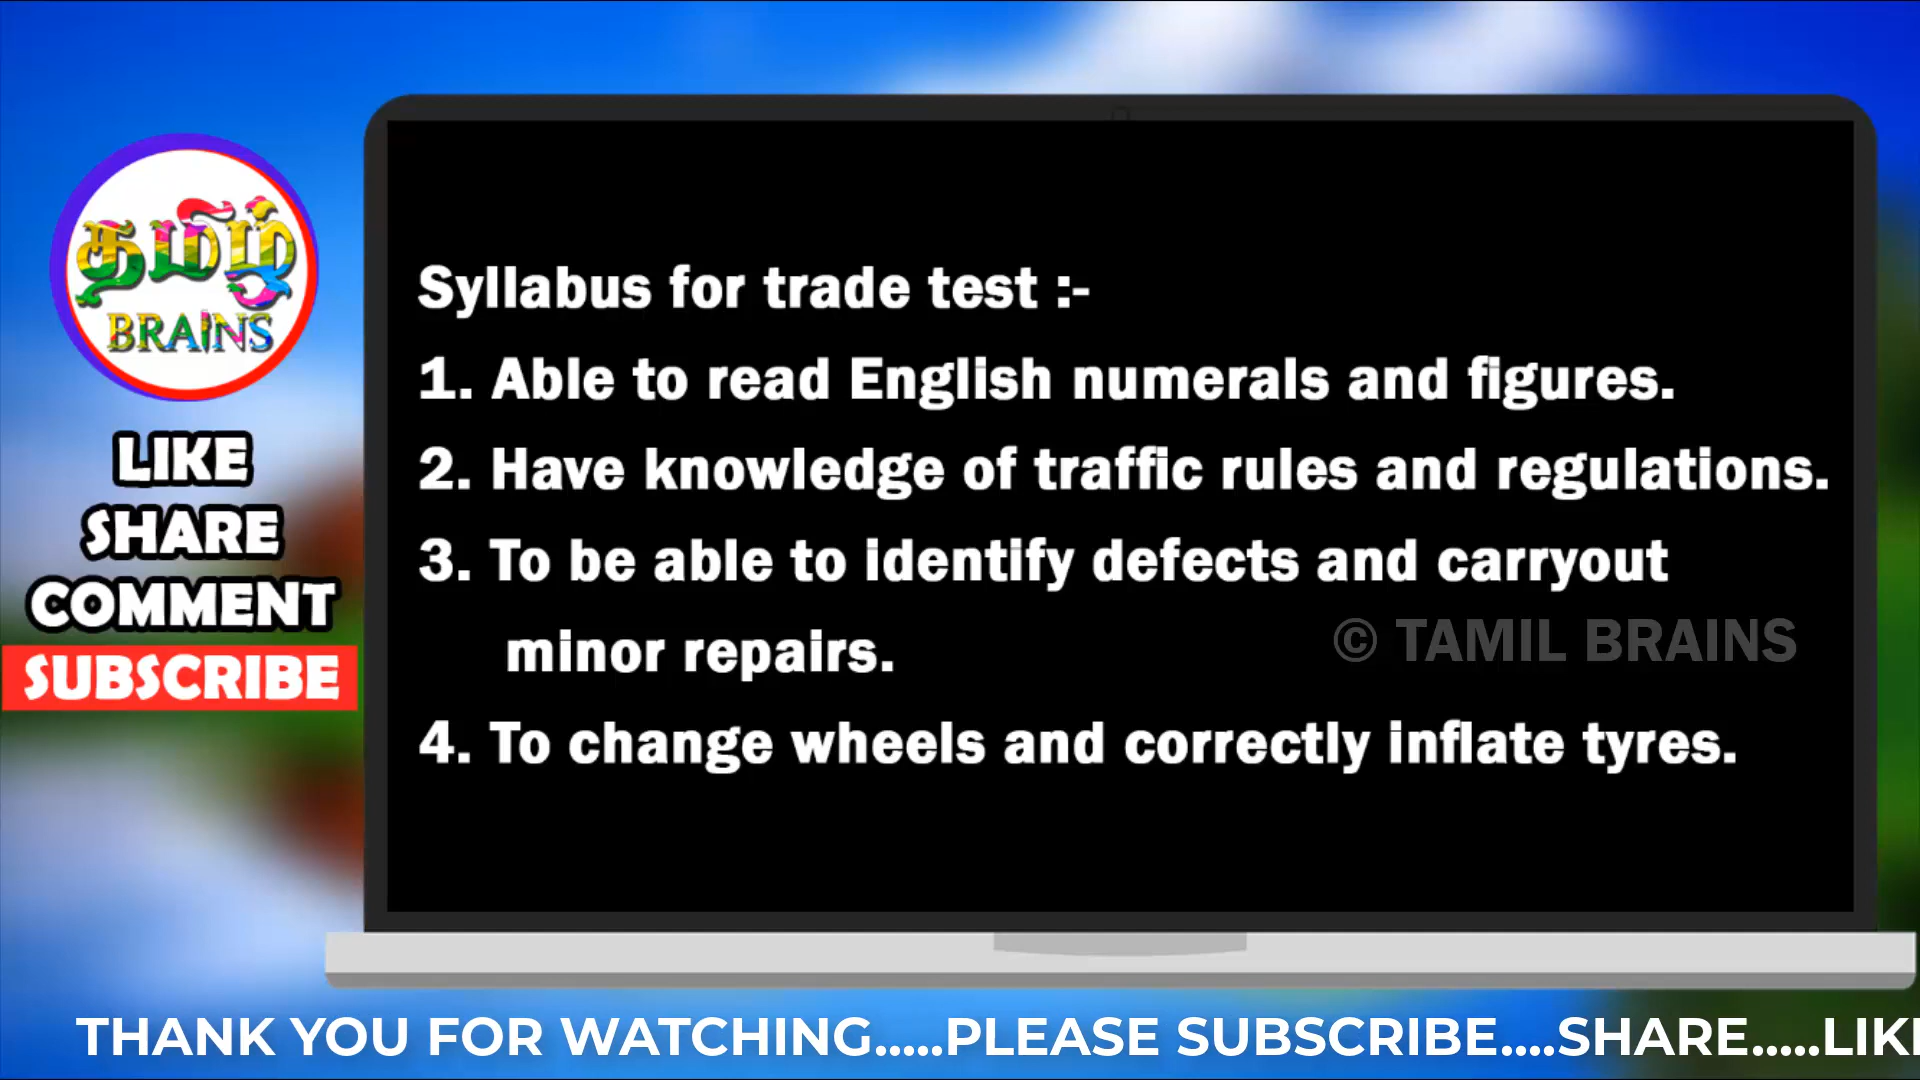 தமிழ்
BRAINS
LIKE
SHARE
COMMENT
SUBSCRIBE
Syllabus for trade test :-
1. Able to read English numerals and figures.
2. Have knowledge of traffic rules and regulations.
3. To be able to identify defects and carryout
minor repairs.
© TAMIL BRAINS
4. To change wheels and correctly inflate tyres.
THANK YOU FOR WATCHING.....PLEASE SUBSCRIBE....SHARE.....LIK